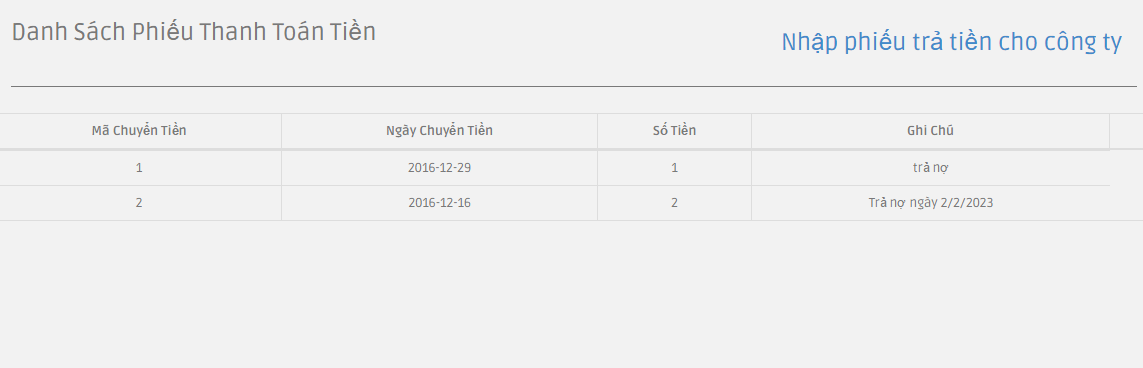 Danh Sách Phiếu Thanh Toán Tiền
Nhập phiếu trả tiền cho công ty
Mã Chuyển Tiền Ngày Chuyển Tiền Số Tiền Ghi Chú
1 2016-12-29 1 trả nợ
2 2016-12-16 2 Trả nợ ngày 2/2/2023